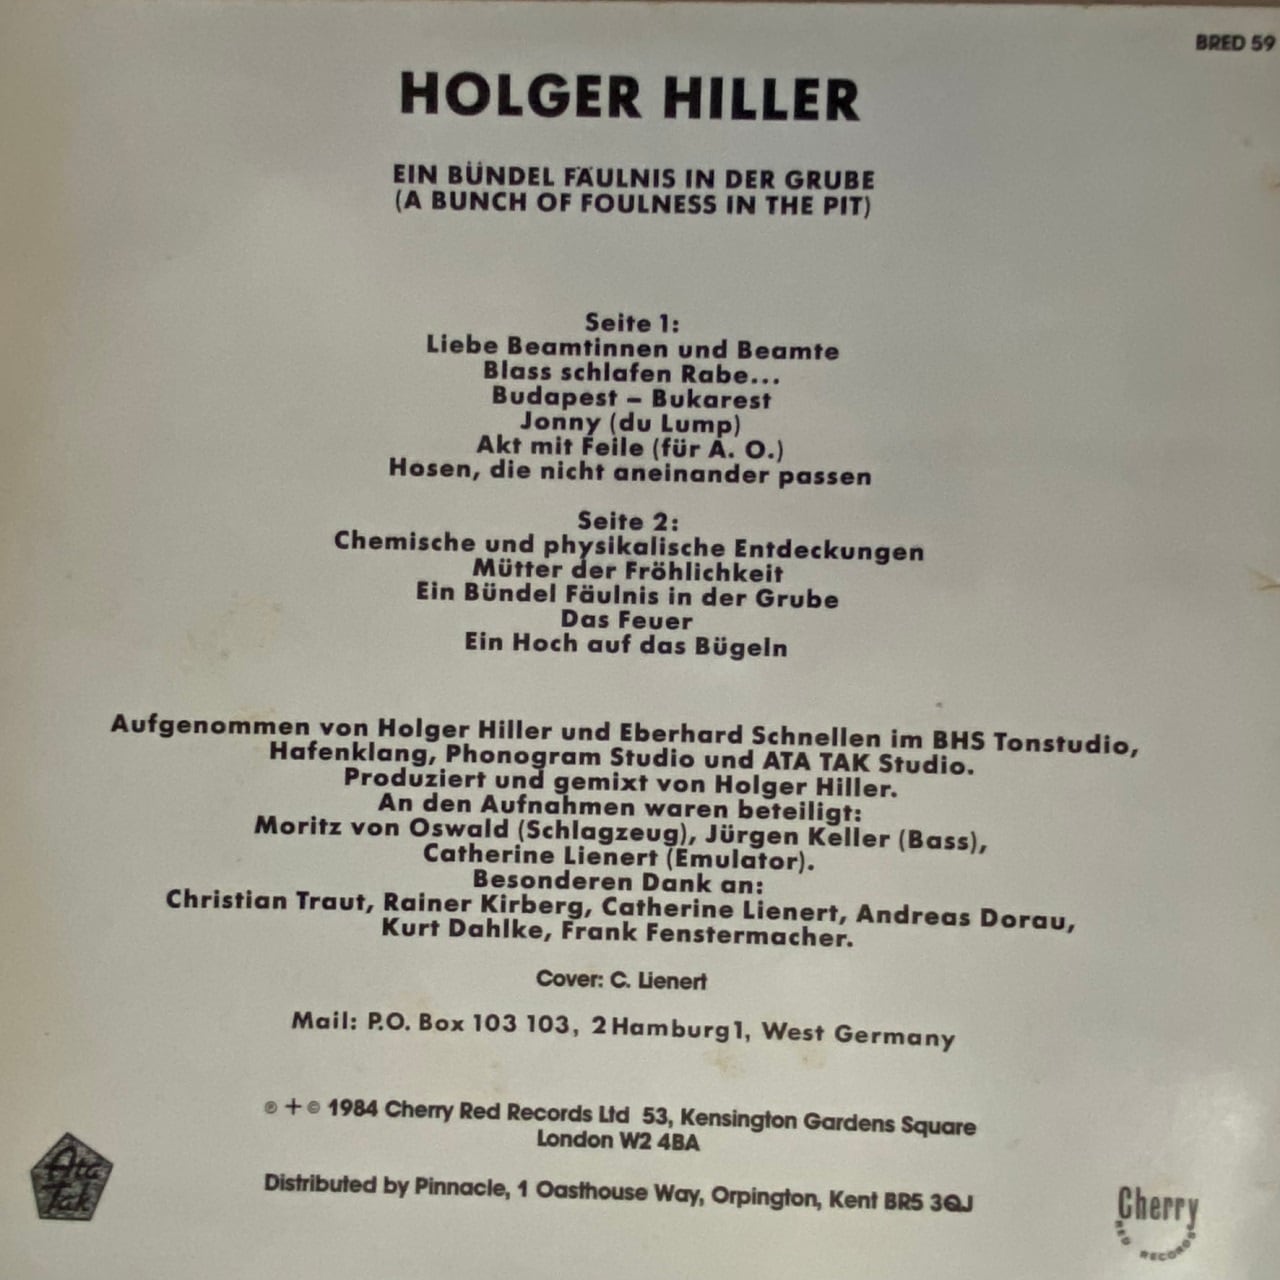 BRED 59
HOLGER HILLER
EIN BÜNDEL FÄULNIS IN DER GRUBE
(A BUNCH OF FOULNESS IN THE PIT)
Seite 1:
Liebe Beamtinnen und Beamte
Blass schlafen Rabe...
Budapest – Bukarest
Jonny (du Lump)
Akt mit Feile (für A. O.)
Hosen, die nicht aneinander passen
Seite 2:
Chemische und physikalische Entdeckungen
Mütter der Fröhlichkeit
Ein Bündel Fäulnis in der Grube
Das Feuer
Ein Hoch auf das Bügeln
Aufgenommen von Holger Hiller und Eberhard Schnellen im BHS Tonstudio,
Hafenklang, Phonogram Studio und ATA TAK Studio.
Produziert und gemixt von Holger Hiller.
An den Aufnahmen waren beteiligt:
Moritz von Oswald (Schlagzeug), Jürgen Keller (Bass),
Catherine Lienert (Emulator).
Besonderen Dank an:
Christian Traut, Rainer Kirberg, Catherine Lienert, Andreas Dorau,
Kurt Dahlke, Frank Fenstermacher.
Cover: C. Lienert
Mail: P.O. Box 103 103, 2 Hamburg 1, West Germany
℗ + © 1984 Cherry Red Records Ltd 53, Kensington Gardens Square
London W2 4BA
Distributed by Pinnacle, 1 Oasthouse Way, Orpington, Kent BR5 3QJ
Ata
Tak
Cherry
RED RECORDS